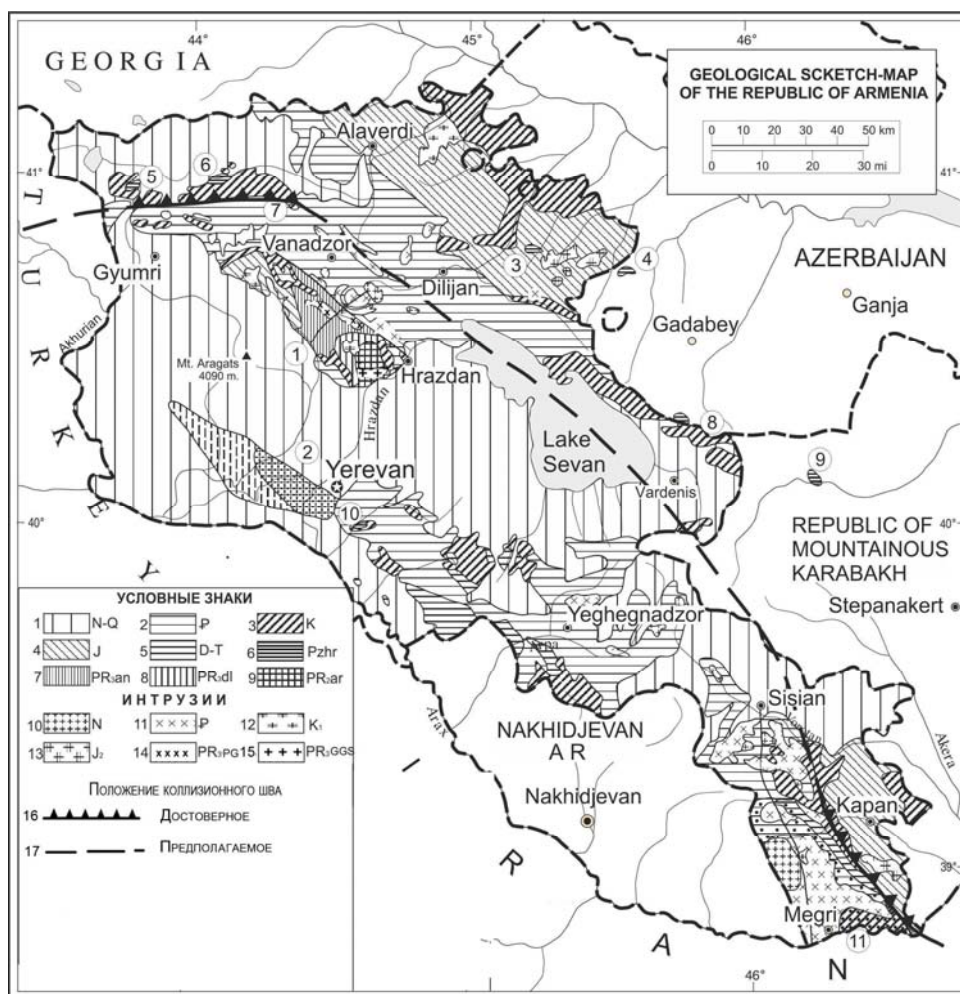 44°
45
46
GEORGIA
GEOLOGICAL SCKETCH-MAP
OF THE REPUBLIC OF ARMENIA
0 10 20 30 40 50 km
0 10 20 30 mi
Alaverdi
41°
5
6
41°
7
Vanadzor
3
4
AZERBAIJAN
Gyumri
Dilijan
Ganja
Gadabey
TURKEY
Akhurian
1
Mt. Aragats
4090 m.
Hrazdan
Hrazdan
8
Lake
Sevan
9
2
Yerevan
Vardenis
40°
10
40°
REPUBLIC OF
MOUNTAINOUS
KARABAKH
Stepanakert
Yeghegnadzor
Arpa
Sisian
Arax
NAKHIDJEVAN
A R
Akera
Nakhidjevan
Kapan
39°
Megri
11
IRAN
46°
УСЛОВНЫЕ ЗНАКИ
1 N-Q 2 P 3 K
4 J 5 D-T 6 Pzhr
7 PR₃an 8 PR₃dl 9 PR₂ar
ИНТРУЗИИ
10 N 11 P 12 K₁
13 J₂ 14 PR₃PG 15 PR₃GGS
ПОЛОЖЕНИЕ КОЛЛИЗИОННОГО ШВА
16 ДОСТОВЕРНОЕ
17 ПРЕДПОЛАГАЕМОЕ